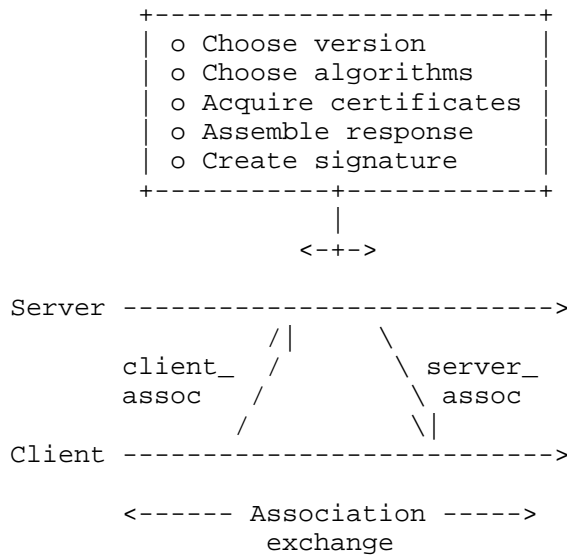 o Choose version
o Choose algorithms
o Acquire certificates
o Assemble response
o Create signature
Server
client_ server_
assoc assoc
Client
Association
exchange